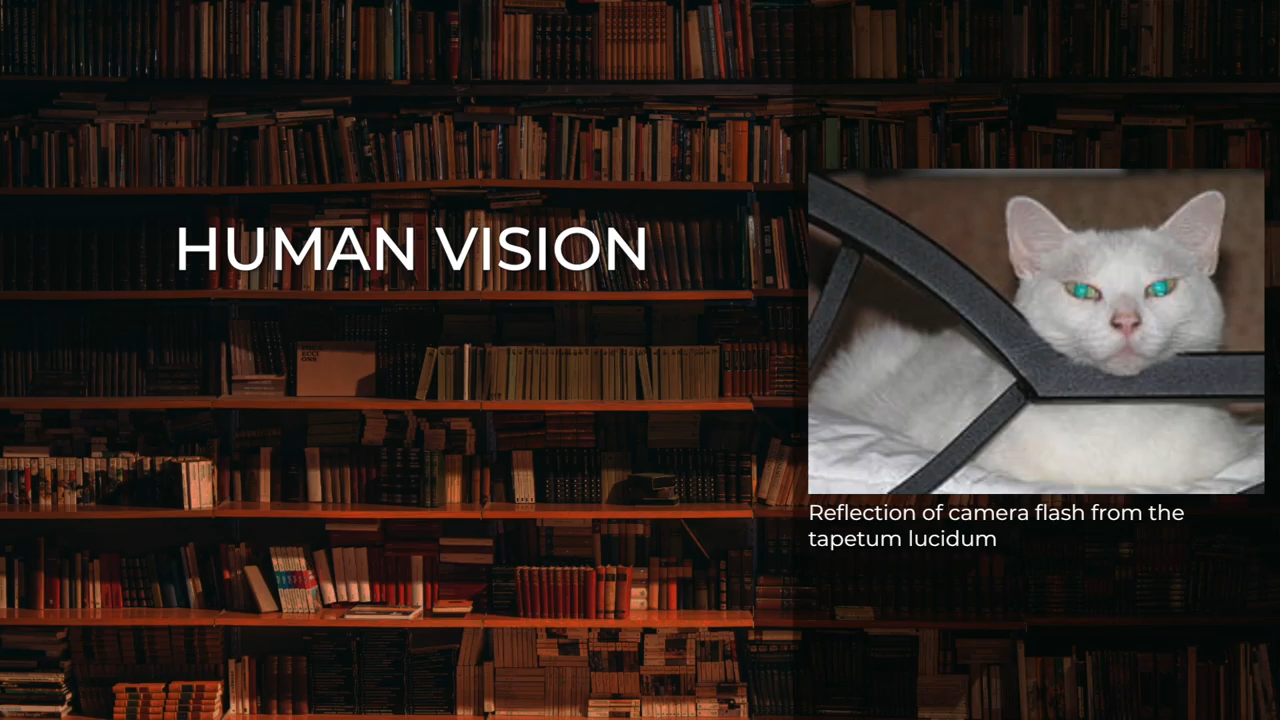 HUMAN VISION
Reflection of camera flash from the
tapetum lucidum